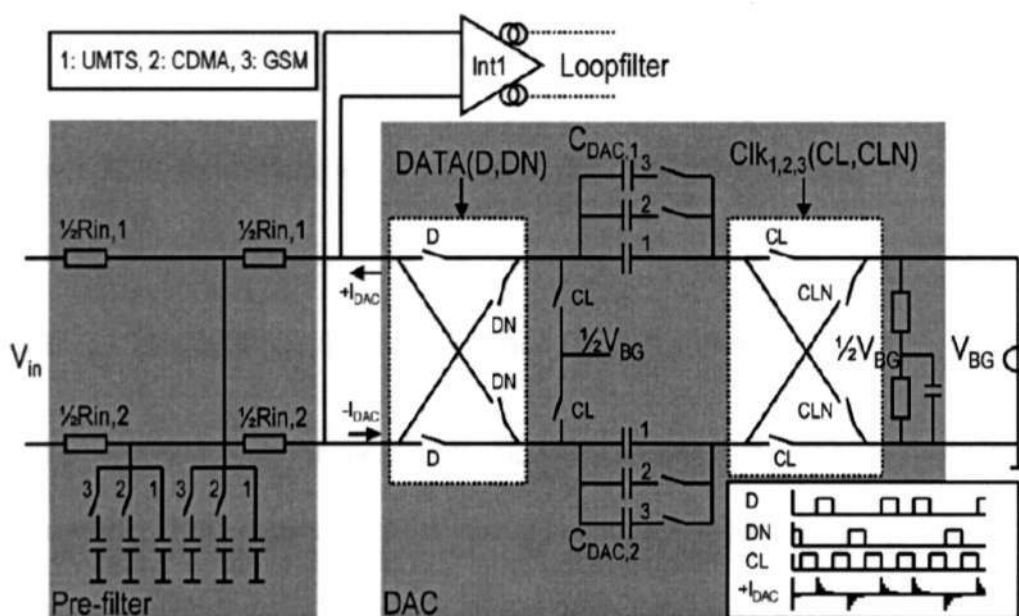 1: UMTS, 2: CDMA, 3: GSM
Int1
Loopfilter
DATA(D,DN)
C_DAC,1
Clk_1,2,3(CL,CLN)
3
2
1
½Rin,1
½Rin,1
D
CL
+I_DAC
CL
DN
CLN
V_in
½V_BG
½V_BG
V_BG
DN
CLN
½Rin,2
½Rin,2
-I_DAC
CL
D
1
CL
2
3
3
2
1
3
2
1
C_DAC,2
D
DN
CL
+I_DAC
Pre-filter
DAC